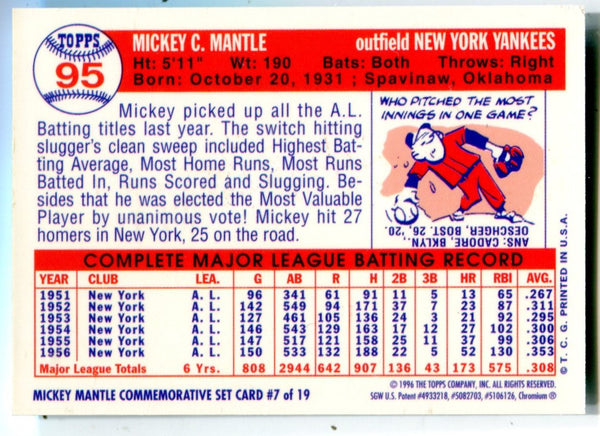 TOPPS
95
MICKEY C. MANTLE outfield NEW YORK YANKEES
Ht: 5'11" Wt: 190 Bats: Both Throws: Right
Born: October 20, 1931 ; Spavinaw, Oklahoma
Mickey picked up all the A.L.
Batting titles last year. The switch hitting
slugger's clean sweep included Highest Bat-
ting Average, Most Home Runs, Most Runs
Batted In, Runs Scored and Slugging. Be-
sides that he was elected the Most Valuable
Player by unanimous vote! Mickey hit 27
homers in New York, 25 on the road.
WHO PITCHED THE MOST
INNINGS IN ONE GAME?
ANS: CADORE, BKLYN.,
OESCHGER, BOST. 26, '20.
COMPLETE MAJOR LEAGUE BATTING RECORD
YEAR CLUB LEA. G AB R H 2B 3B HR RBI AVG.
1951 New York A. L. 96 341 61 91 11 5 13 65 .267
1952 New York A. L. 142 549 94 171 37 7 23 87 .311
1953 New York A. L. 127 461 105 136 24 3 21 92 .295
1954 New York A. L. 146 543 129 163 17 12 27 102 .300
1955 New York A. L. 147 517 121 158 25 11 37 99 .306
1956 New York A. L. 150 533 132 188 22 5 52 130 .353
Major League Totals 6 Yrs. 808 2944 642 907 136 43 173 575 .308
© T. C. G. PRINTED IN U.S.A.
© 1996 THE TOPPS COMPANY, INC. ALL RIGHTS RESERVED.
MICKEY MANTLE COMMEMORATIVE SET CARD #7 of 19
SGW U.S. Patent #4933218, #5082703, #5106126, Chromium ®